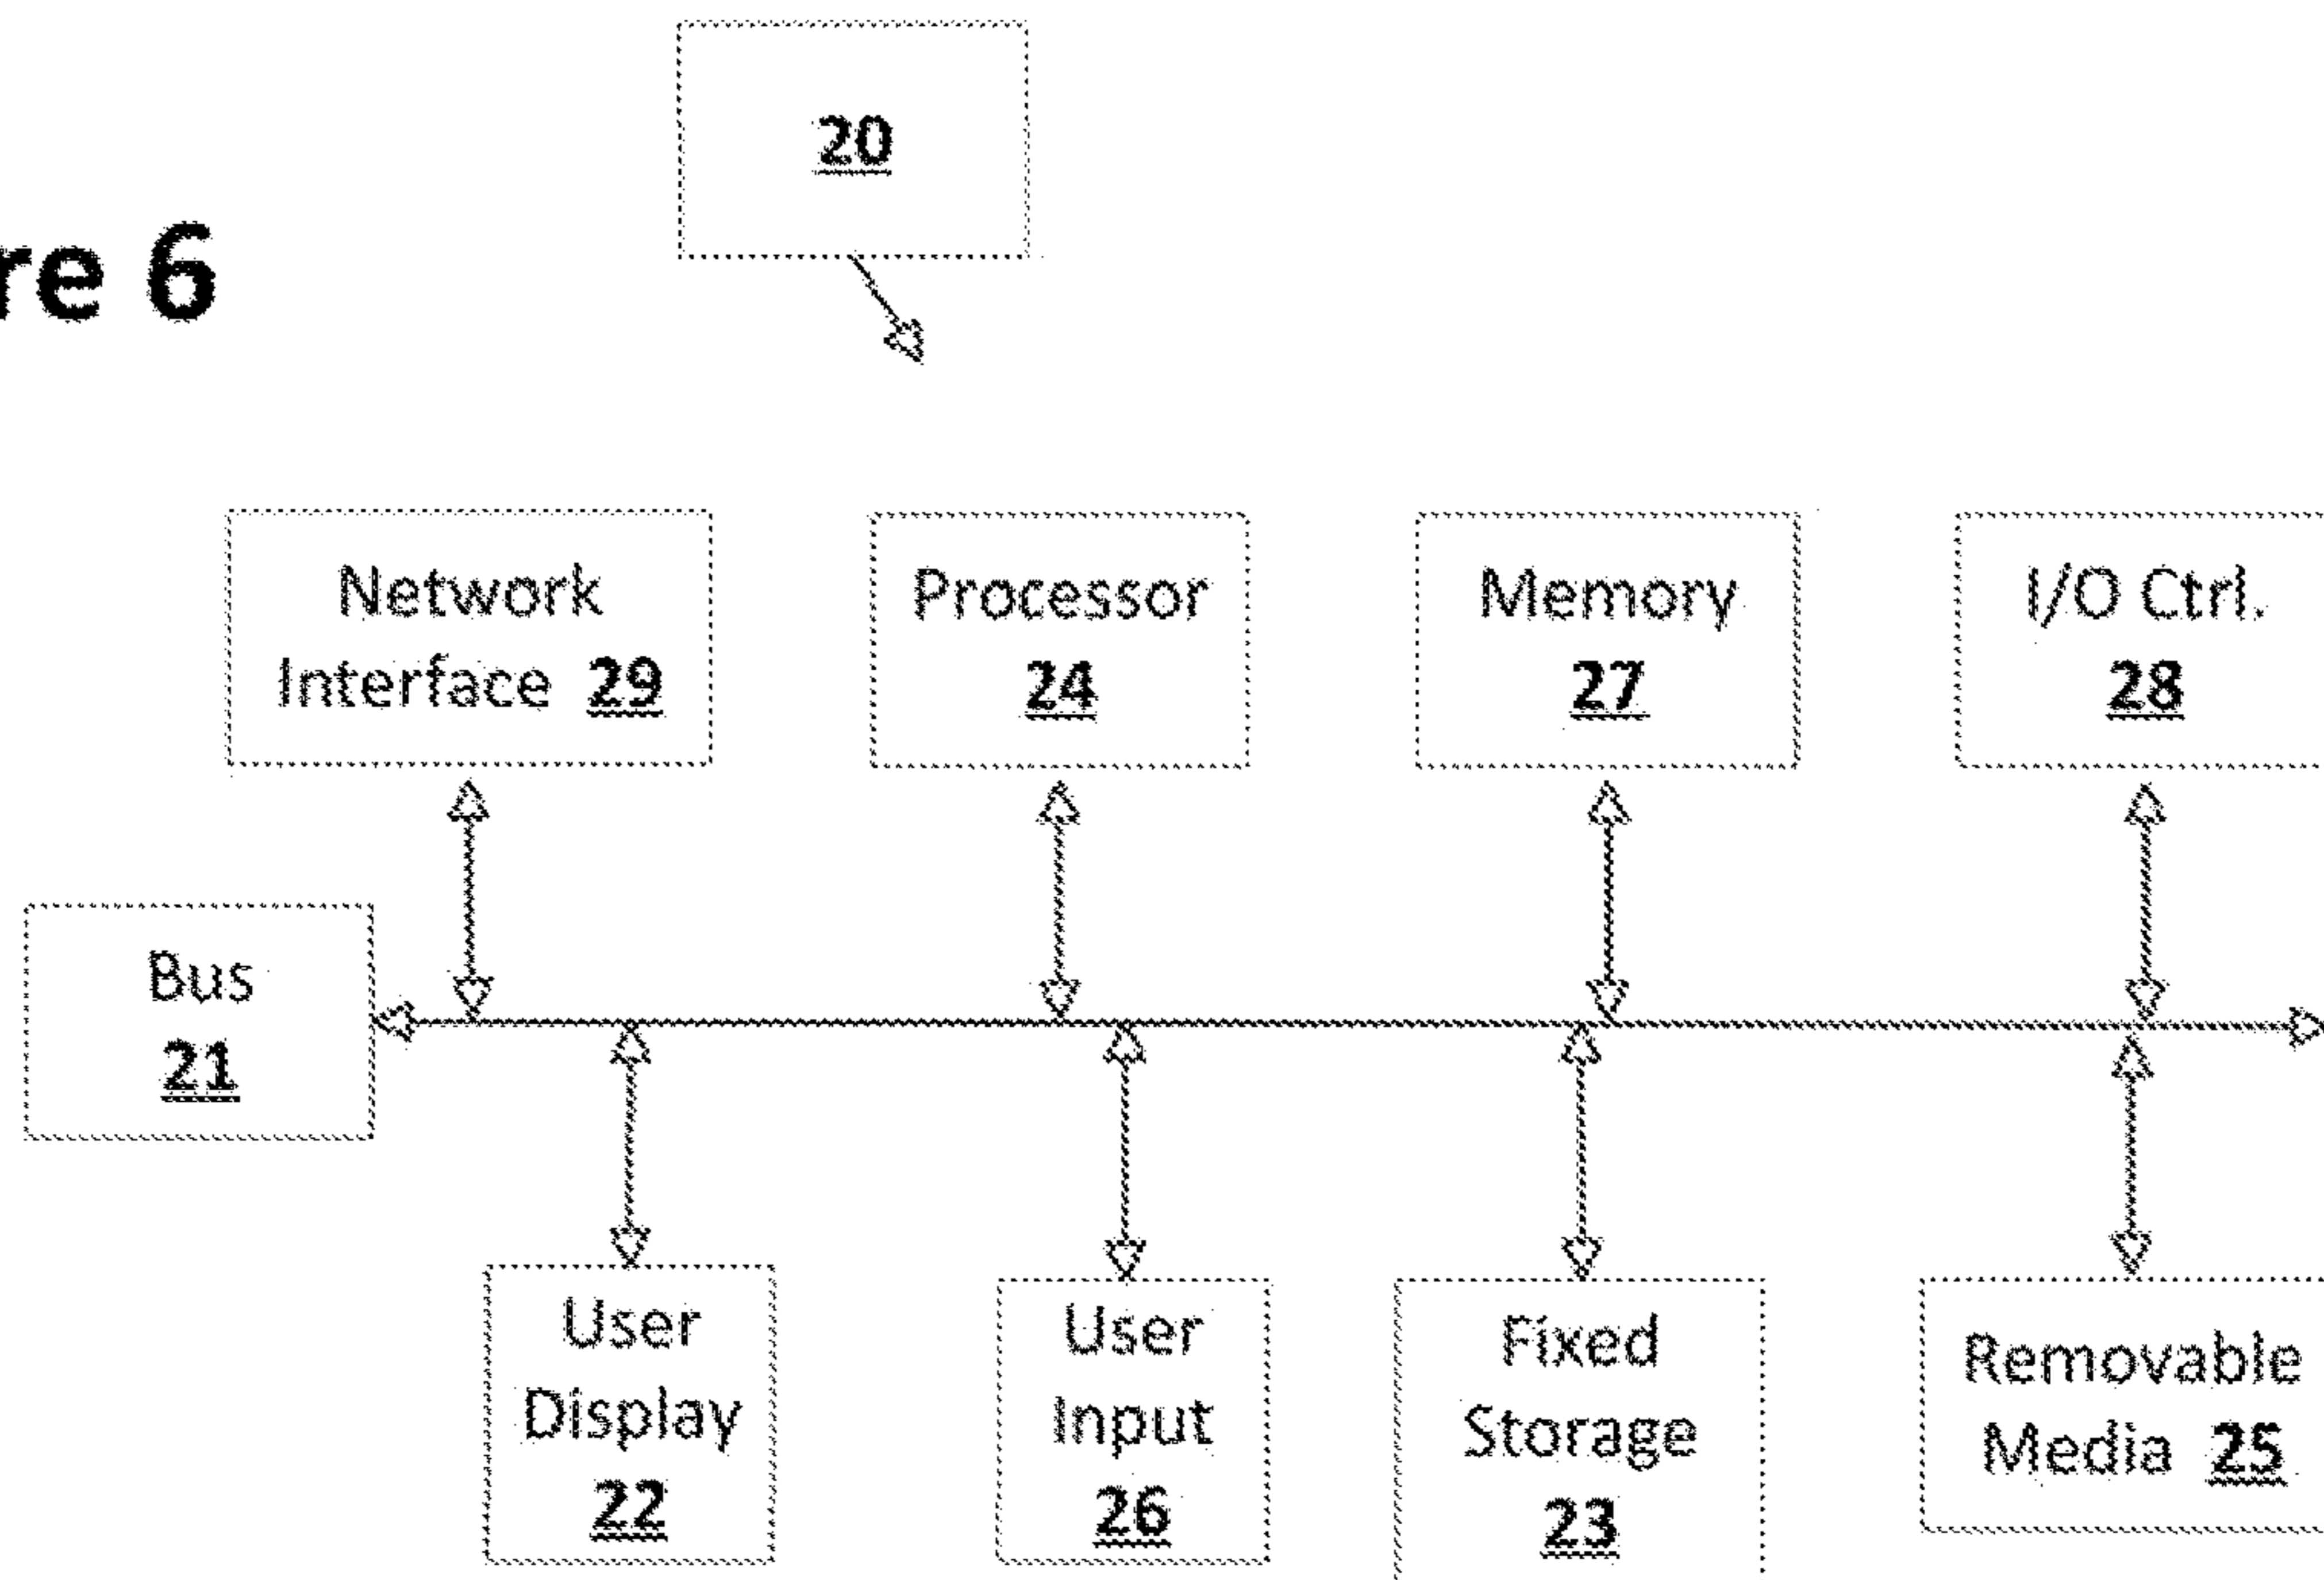 20
re 6
Network
Interface 29
Processor
24
Memory
27
I/O Ctrl.
28
Bus
21
User
Display
22
User
Input
26
Fixed
Storage
23
Removable
Media 25